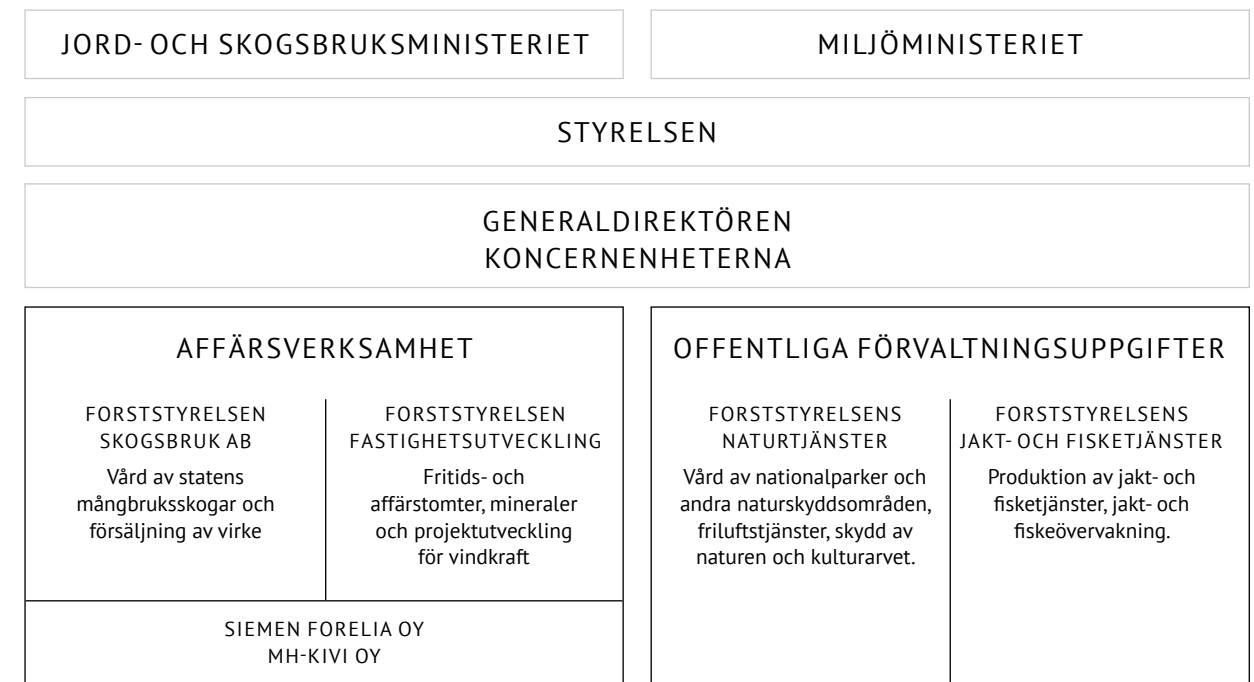 JORD- OCH SKOGSBRUKSMINISTERIET
MILJÖMINISTERIET
STYRELSEN
GENERALDIREKTÖREN
KONCERNENHETERNA
AFFÄRSVERKSAMHET
FORSTSTYRELSEN
SKOGSBRUK AB
Vård av statens
mångbruksskogar och
försäljning av virke
FORSTSTYRELSEN
FASTIGHETSUTVECKLING
Fritids- och
affärstomter, mineraler
och projektutveckling
för vindkraft
SIEMEN FORELIA OY
MH-KIVI OY
OFFENTLIGA FÖRVALTNINGSUPPGIFTER
FORSTSTYRELSENS
NATURTJÄNSTER
Vård av nationalparker och
andra naturskyddsområden,
friluftstjänster, skydd av
naturen och kulturarvet.
FORSTSTYRELSENS
JAKT- OCH FISKETJÄNSTER
Produktion av jakt- och
fisketjänster, jakt- och
fiskeövervakning.